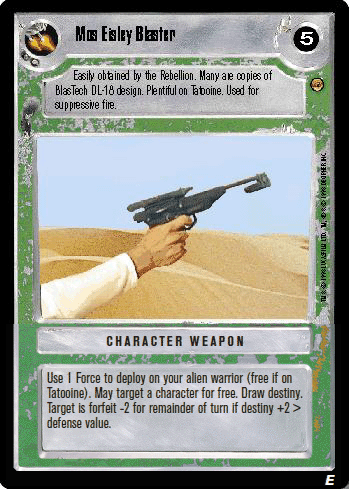 Mos Eisley Blaster
5
Easily obtained by the Rebellion. Many are copies of
BlasTech DL-18 design. Plentiful on Tatooine. Used for
suppressive fire.
CHARACTER WEAPON
Use 1 Force to deploy on your alien warrior (free if on
Tatooine). May target a character for free. Draw destiny.
Target is forfeit -2 for remainder of turn if destiny +2 >
defense value.
E